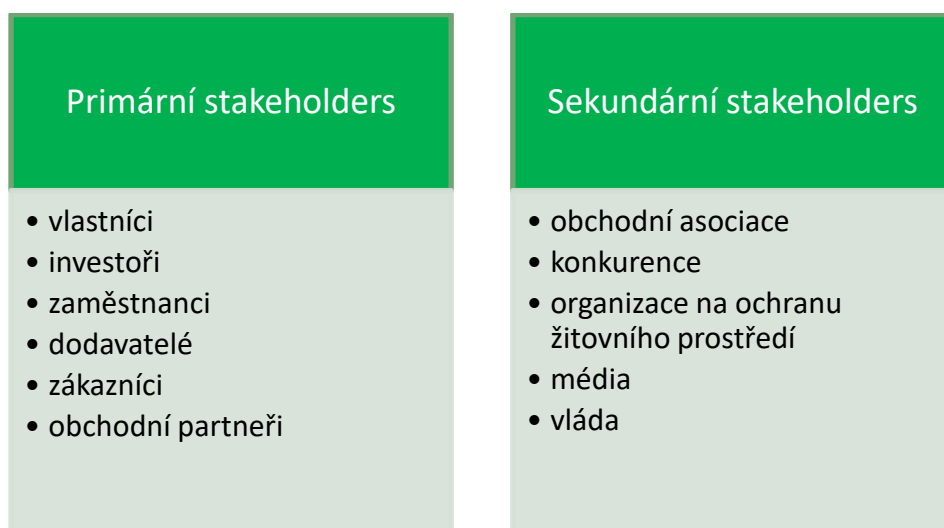 Primární stakeholders
• vlastníci
• investoři
• zaměstnanci
• dodavatelé
• zákazníci
• obchodní partneři
Sekundární stakeholders
• obchodní asociace
• konkurence
• organizace na ochranu
žitovního prostředí
• média
• vláda